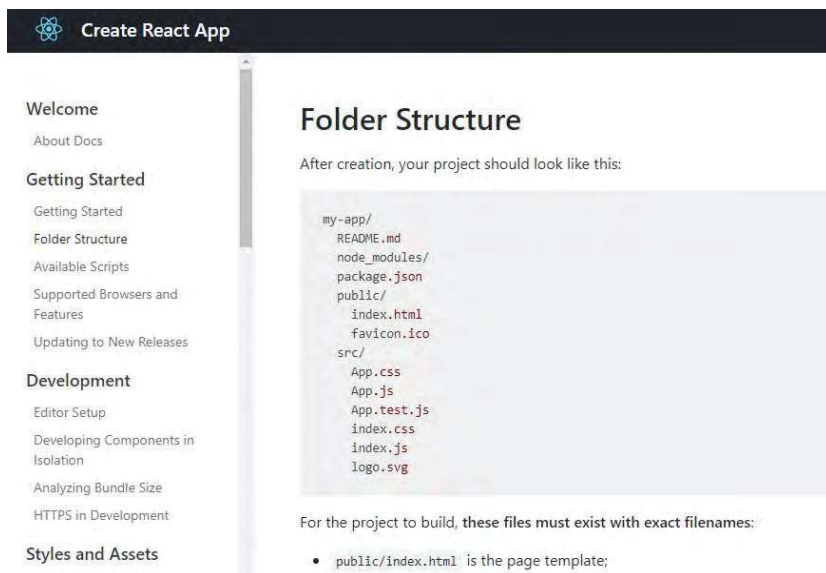 Create React App
Welcome
About Docs
Getting Started
Getting Started
Folder Structure
Available Scripts
Supported Browsers and
Features
Updating to New Releases
Development
Editor Setup
Developing Components in
Isolation
Analyzing Bundle Size
HTTPS in Development
Styles and Assets
Folder Structure
After creation, your project should look like this:
my-app/
  README.md
  node_modules/
  package.json
  public/
    index.html
    favicon.ico
  src/
    App.css
    App.js
    App.test.js
    index.css
    index.js
    logo.svg
For the project to build, these files must exist with exact filenames:
• public/index.html is the page template;